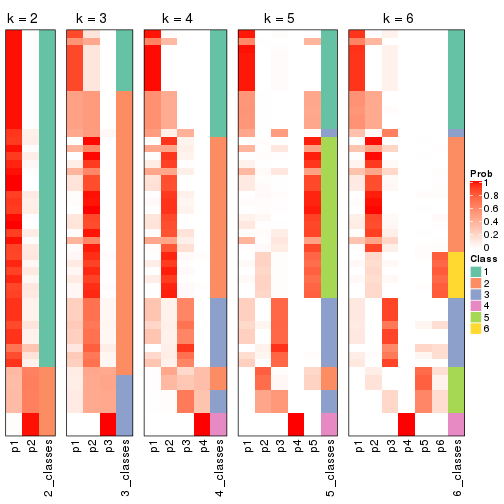 k = 2
k = 3
k = 4
k = 5
k = 6
Prob
1
0.8
0.6
0.4
0.2
0
Class
1
2
3
4
5
6
p1
p2
2_classes
p1
p2
p3
3_classes
p1
p2
p3
p4
4_classes
p1
p2
p3
p4
p5
5_classes
p1
p2
p3
p4
p5
p6
6_classes